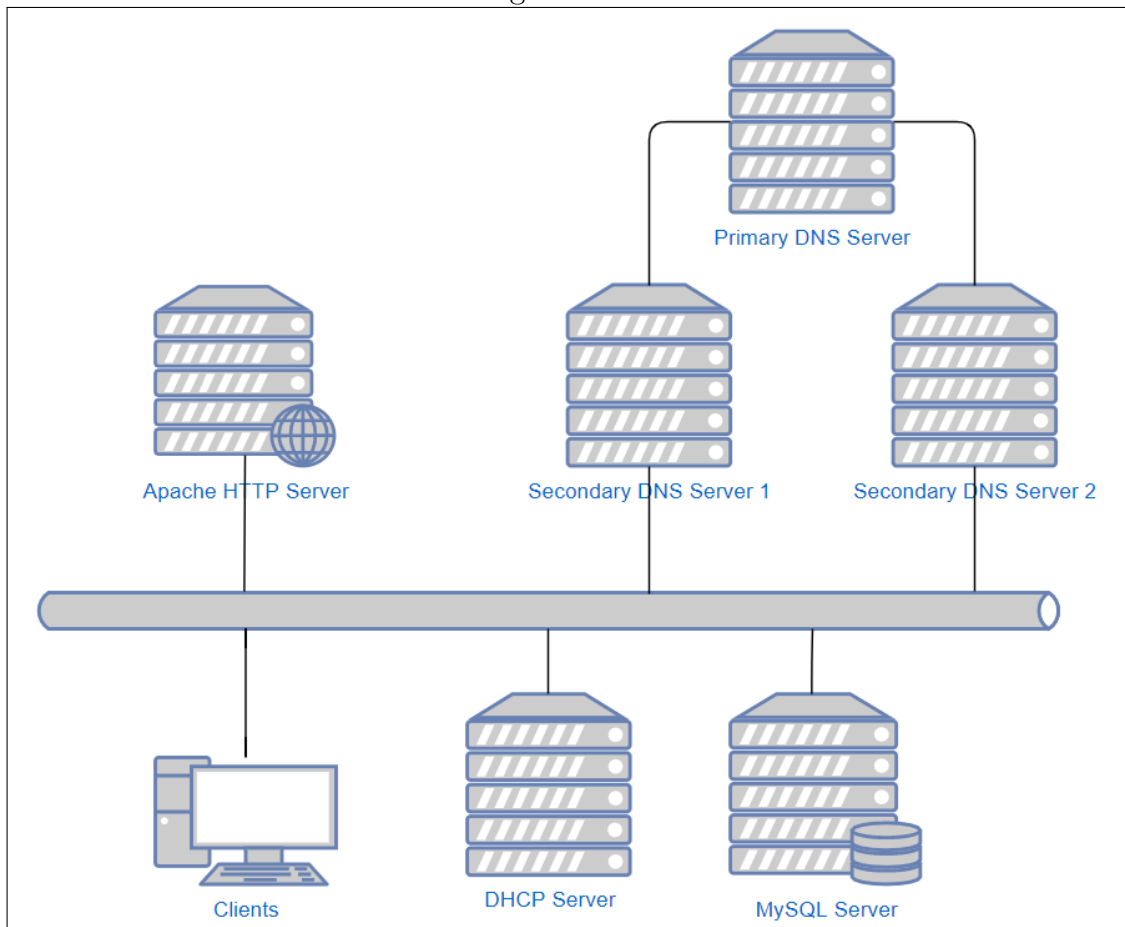 Primary DNS Server
Apache HTTP Server
Secondary DNS Server 1
Secondary DNS Server 2
Clients
DHCP Server
MySQL Server